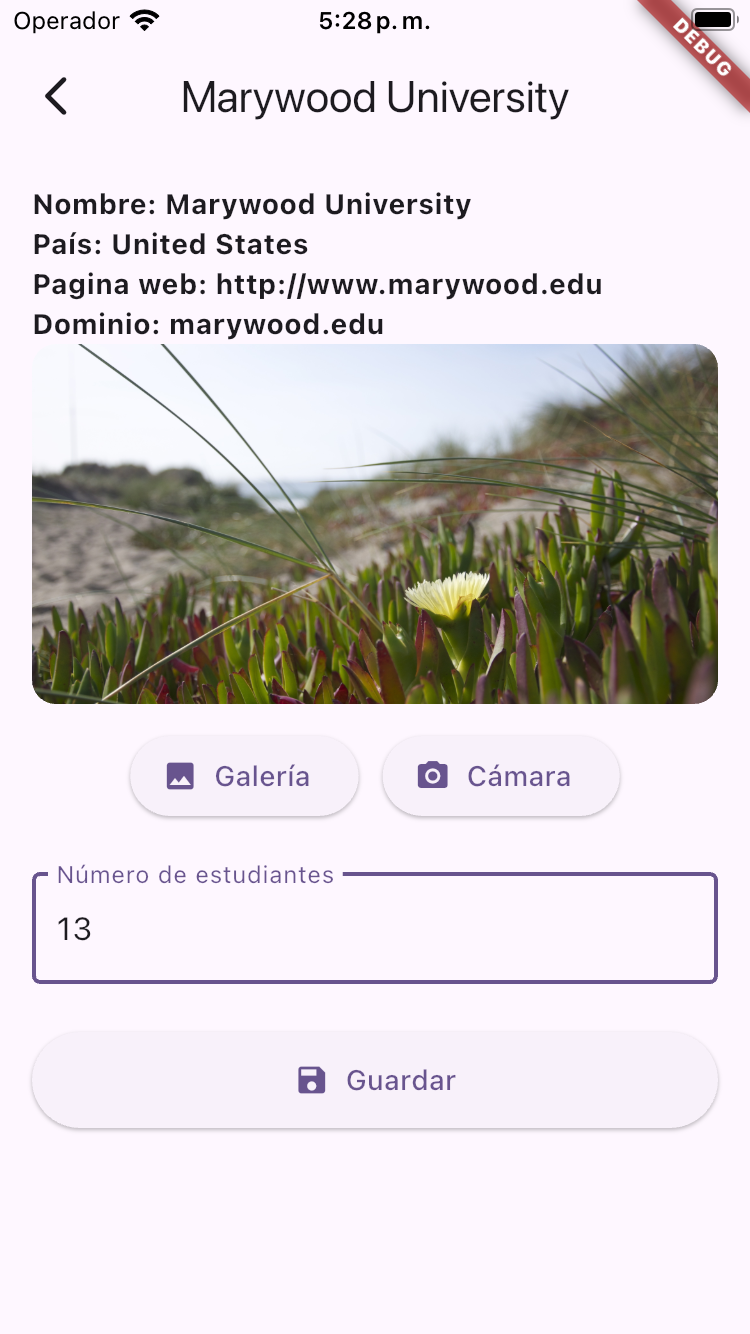 Operador
5:28 p. m.
DEBUG
Marywood University
Nombre: Marywood University
País: United States
Pagina web: http://www.marywood.edu
Dominio: marywood.edu
Galería
Cámara
Número de estudiantes
13
Guardar